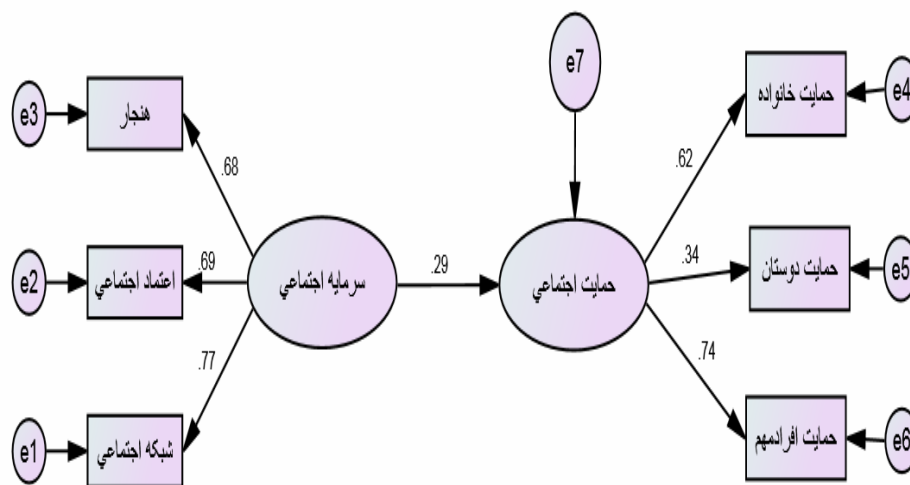 e7
e3
هنجار
حمايت خانواده
e4
.68
.62
e2
اعتماد اجتماعي
.69
سرمايه اجتماعي
.29
حمايت اجتماعي
.34
حمايت دوستان
e5
.77
.74
e1
شبكه اجتماعي
حمايت افرادمهم
e6